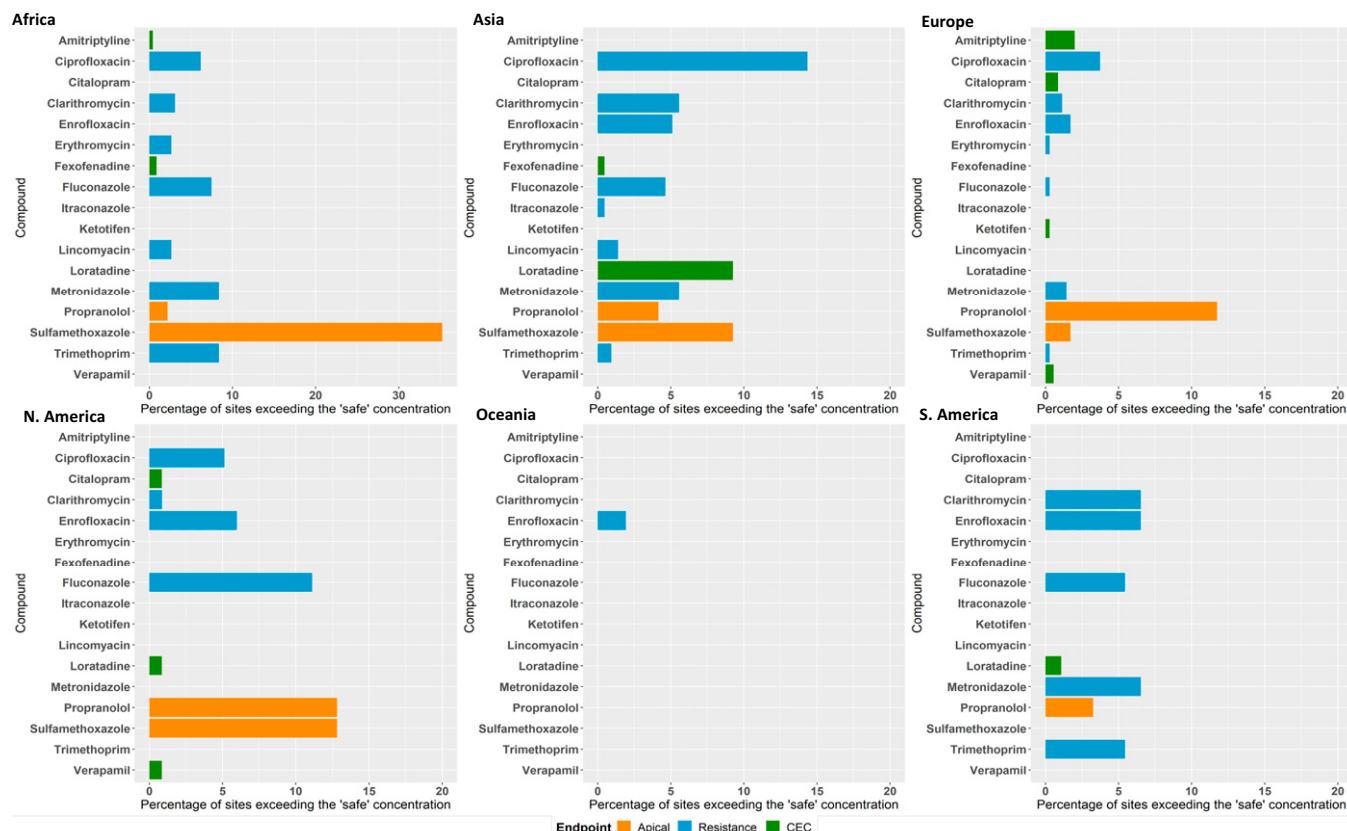 Africa
Amitriptyline
Ciprofloxacin
Citalopram
Clarithromycin
Enrofloxacin
Erythromycin
Fexofenadine
Fluconazole
Itraconazole
Ketotifen
Lincomyacin
Loratadine
Metronidazole
Propranolol
Sulfamethoxazole
Trimethoprim
Verapamil
Compound
0 10 20 30
Percentage of sites exceeding the 'safe' concentration
Asia
Amitriptyline
Ciprofloxacin
Citalopram
Clarithromycin
Enrofloxacin
Erythromycin
Fexofenadine
Fluconazole
Itraconazole
Ketotifen
Lincomyacin
Loratadine
Metronidazole
Propranolol
Sulfamethoxazole
Trimethoprim
Verapamil
Compound
0 5 10 15 20
Percentage of sites exceeding the 'safe' concentration
Europe
Amitriptyline
Ciprofloxacin
Citalopram
Clarithromycin
Enrofloxacin
Erythromycin
Fexofenadine
Fluconazole
Itraconazole
Ketotifen
Lincomyacin
Loratadine
Metronidazole
Propranolol
Sulfamethoxazole
Trimethoprim
Verapamil
Compound
0 5 10 15 20
Percentage of sites exceeding the 'safe' concentration
N. America
Amitriptyline
Ciprofloxacin
Citalopram
Clarithromycin
Enrofloxacin
Erythromycin
Fexofenadine
Fluconazole
Itraconazole
Ketotifen
Lincomyacin
Loratadine
Metronidazole
Propranolol
Sulfamethoxazole
Trimethoprim
Verapamil
Compound
0 5 10 15 20
Percentage of sites exceeding the 'safe' concentration
Oceania
Amitriptyline
Ciprofloxacin
Citalopram
Clarithromycin
Enrofloxacin
Erythromycin
Fexofenadine
Fluconazole
Itraconazole
Ketotifen
Lincomyacin
Loratadine
Metronidazole
Propranolol
Sulfamethoxazole
Trimethoprim
Verapamil
Compound
0 5 10 15 20
Percentage of sites exceeding the 'safe' concentration
S. America
Amitriptyline
Ciprofloxacin
Citalopram
Clarithromycin
Enrofloxacin
Erythromycin
Fexofenadine
Fluconazole
Itraconazole
Ketotifen
Lincomyacin
Loratadine
Metronidazole
Propranolol
Sulfamethoxazole
Trimethoprim
Verapamil
Compound
0 5 10 15 20
Percentage of sites exceeding the 'safe' concentration
Endpoint Apical Resistance CEC